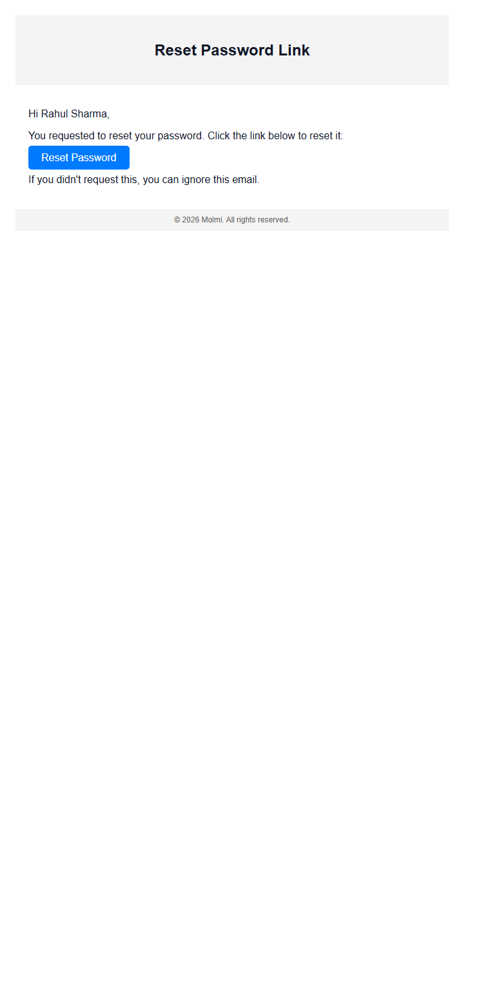 Reset Password Link
Hi Rahul Sharma,
You requested to reset your password. Click the link below to reset it:
Reset Password
If you didn't request this, you can ignore this email.
© 2026 Molmi. All rights reserved.